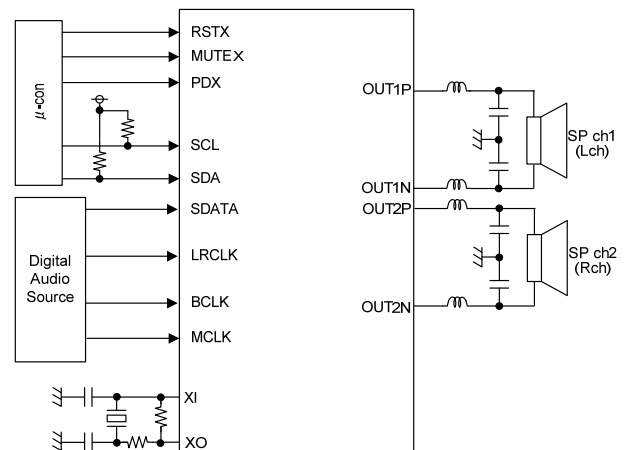 μ-con
RSTX
MUTEX
PDX
SCL
SDA
Digital
Audio
Source
SDATA
LRCLK
BCLK
MCLK
XI
XO
OUT1P
OUT1N
OUT2P
OUT2N
SP ch1
(Lch)
SP ch2
(Rch)